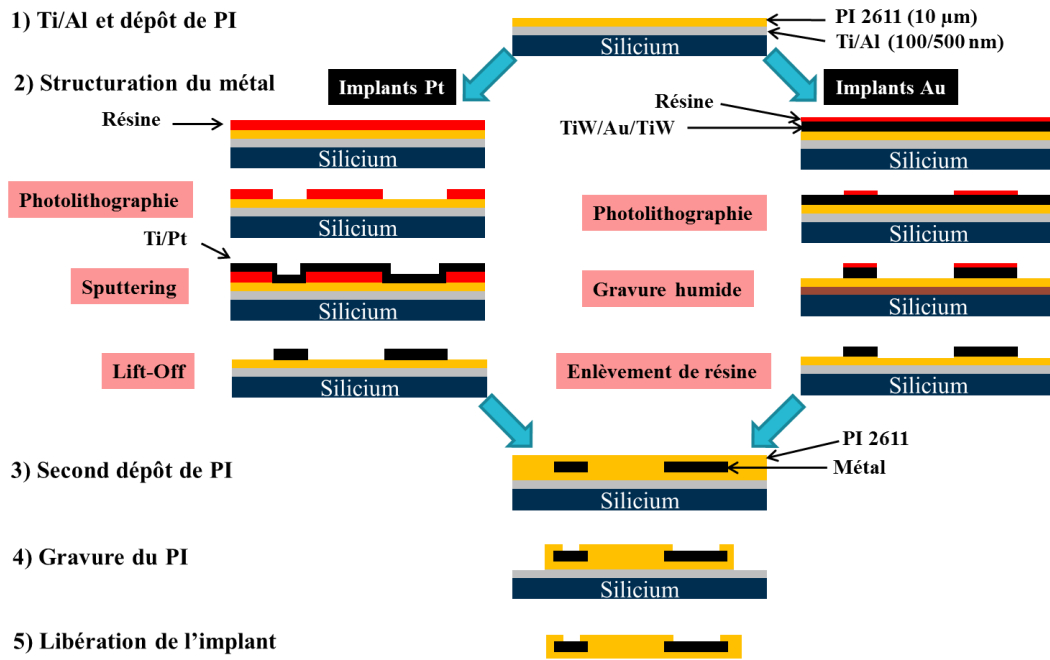 1) Ti/Al et dépôt de PI
PI 2611 (10 µm)
Ti/Al (100/500 nm)
Silicium
2) Structuration du métal
Implants Pt
Implants Au
Résine
Silicium
Résine
TiW/Au/TiW
Silicium
Photolithographie
Silicium
Photolithographie
Silicium
Ti/Pt
Sputtering
Silicium
Gravure humide
Silicium
Lift-Off
Silicium
Enlèvement de résine
Silicium
3) Second dépôt de PI
PI 2611
Métal
Silicium
4) Gravure du PI
Silicium
5) Libération de l’implant